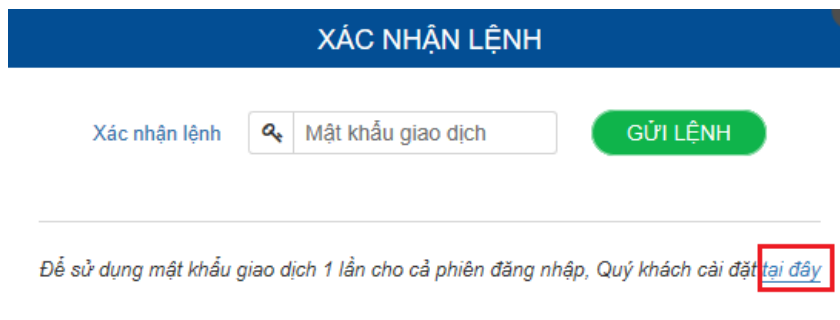 XÁC NHẬN LỆNH
Xác nhận lệnh Mật khẩu giao dịch GỬI LỆNH
Để sử dụng mật khẩu giao dịch 1 lần cho cả phiên đăng nhập, Quý khách cài đặt tại đây